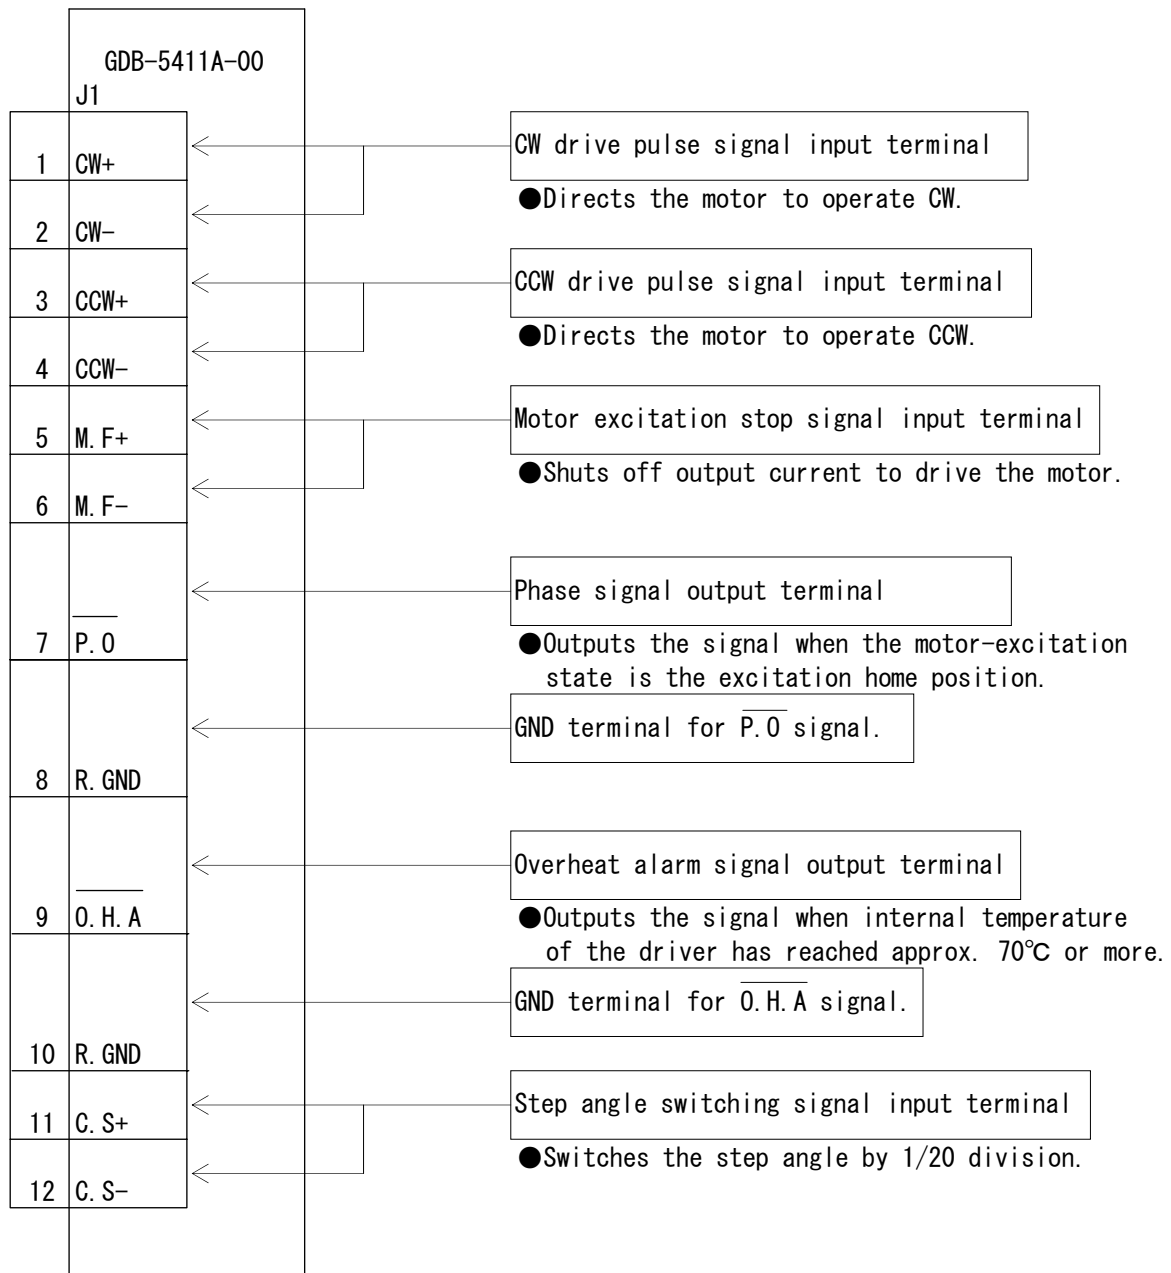 GDB-5411A-00
J1
1 CW+
CW drive pulse signal input terminal
●Directs the motor to operate CW.
2 CW-
3 CCW+
CCW drive pulse signal input terminal
●Directs the motor to operate CCW.
4 CCW-
5 M.F+
Motor excitation stop signal input terminal
●Shuts off output current to drive the motor.
6 M.F-
Phase signal output terminal
7 P.O
●Outputs the signal when the motor-excitation
state is the excitation home position.
GND terminal for P.O signal.
8 R.GND
Overheat alarm signal output terminal
9 O.H.A
●Outputs the signal when internal temperature
of the driver has reached approx. 70℃ or more.
GND terminal for O.H.A signal.
10 R.GND
Step angle switching signal input terminal
11 C.S+
●Switches the step angle by 1/20 division.
12 C.S-